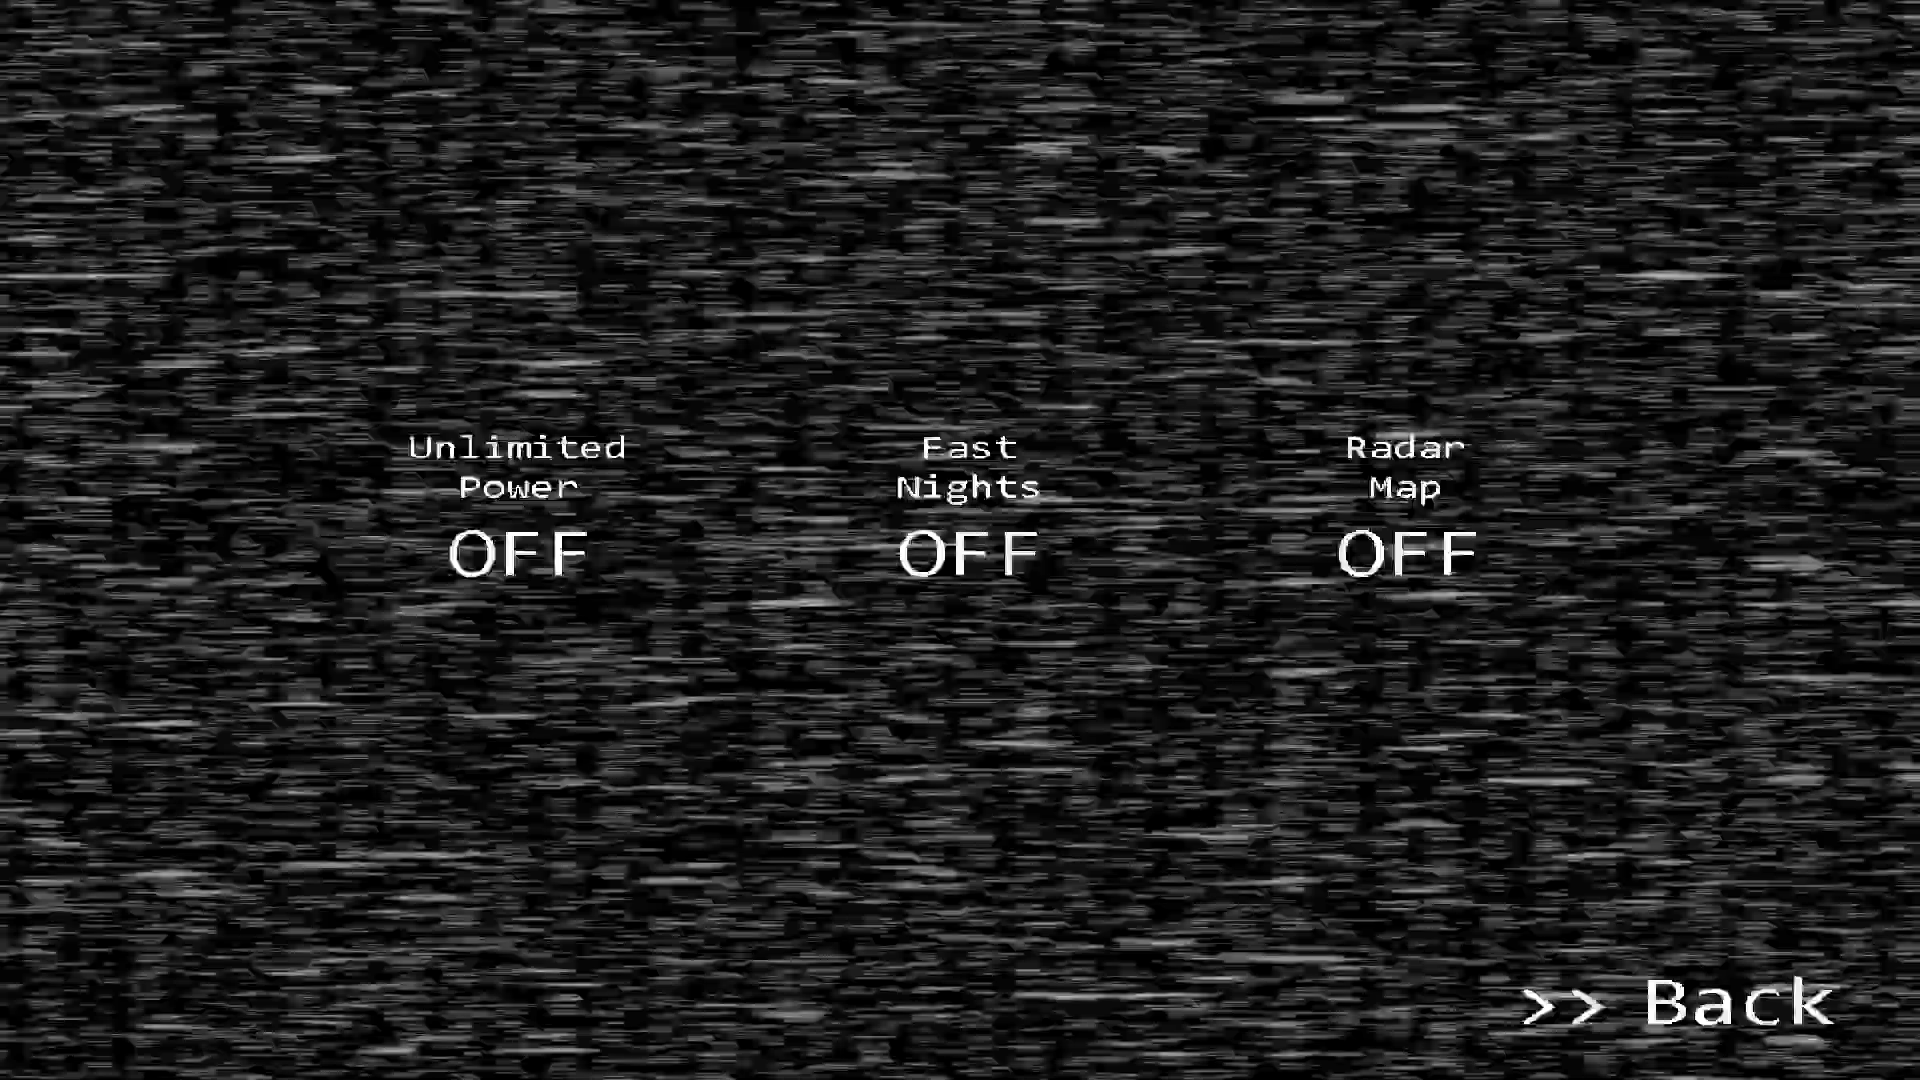 Unlimited
Power
OFF
Fast
Nights
OFF
Radar
Map
OFF
>> Back